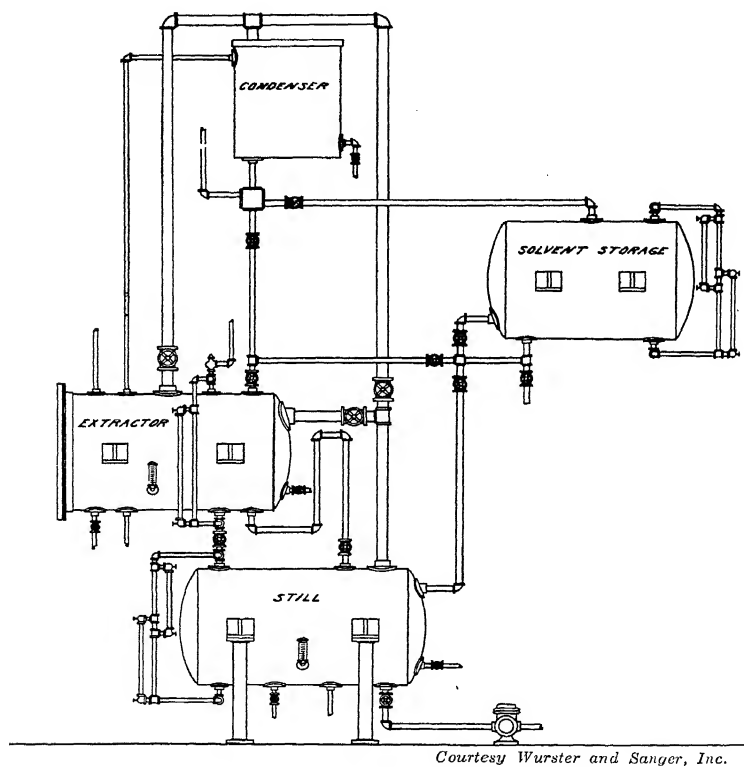 CONDENSER
SOLVENT STORAGE
EXTRACTOR
STILL
Courtesy Wurster and Sanger, Inc.